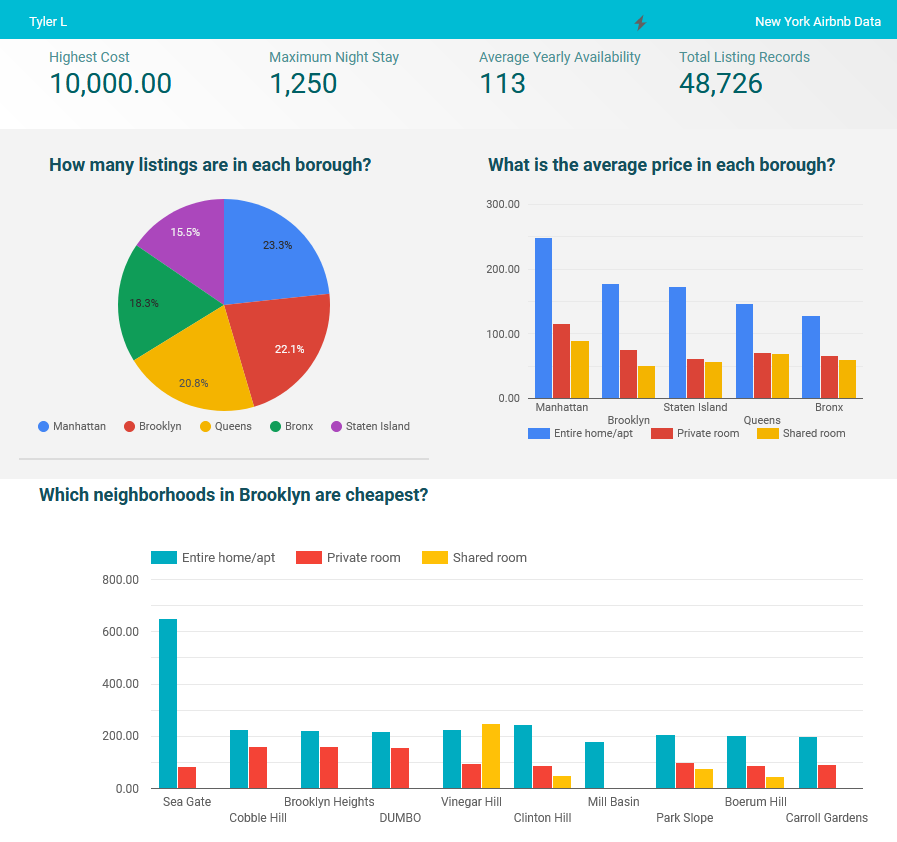 Tyler L
New York Airbnb Data
Highest Cost
10,000.00
Maximum Night Stay
1,250
Average Yearly Availability
113
Total Listing Records
48,726
How many listings are in each borough?
15.5%
23.3%
18.3%
22.1%
20.8%
Manhattan Brooklyn Queens Bronx Staten Island
What is the average price in each borough?
300.00
200.00
100.00
0.00
Manhattan Staten Island Bronx
Brooklyn Queens
Entire home/apt Private room Shared room
Which neighborhoods in Brooklyn are cheapest?
Entire home/apt Private room Shared room
800.00
600.00
400.00
200.00
0.00
Sea Gate Brooklyn Heights Vinegar Hill Mill Basin Boerum Hill
Cobble Hill DUMBO Clinton Hill Park Slope Carroll Gardens